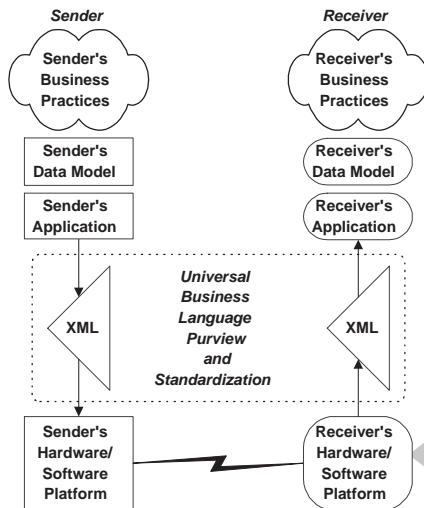 Sender
Sender's
Business
Practices
Sender's
Data Model
Sender's
Application
XML
Sender's
Hardware/
Software
Platform
Universal
Business
Language
Purview
and
Standardization
Receiver
Receiver's
Business
Practices
Receiver's
Data Model
Receiver's
Application
XML
Receiver's
Hardware/
Software
Platform